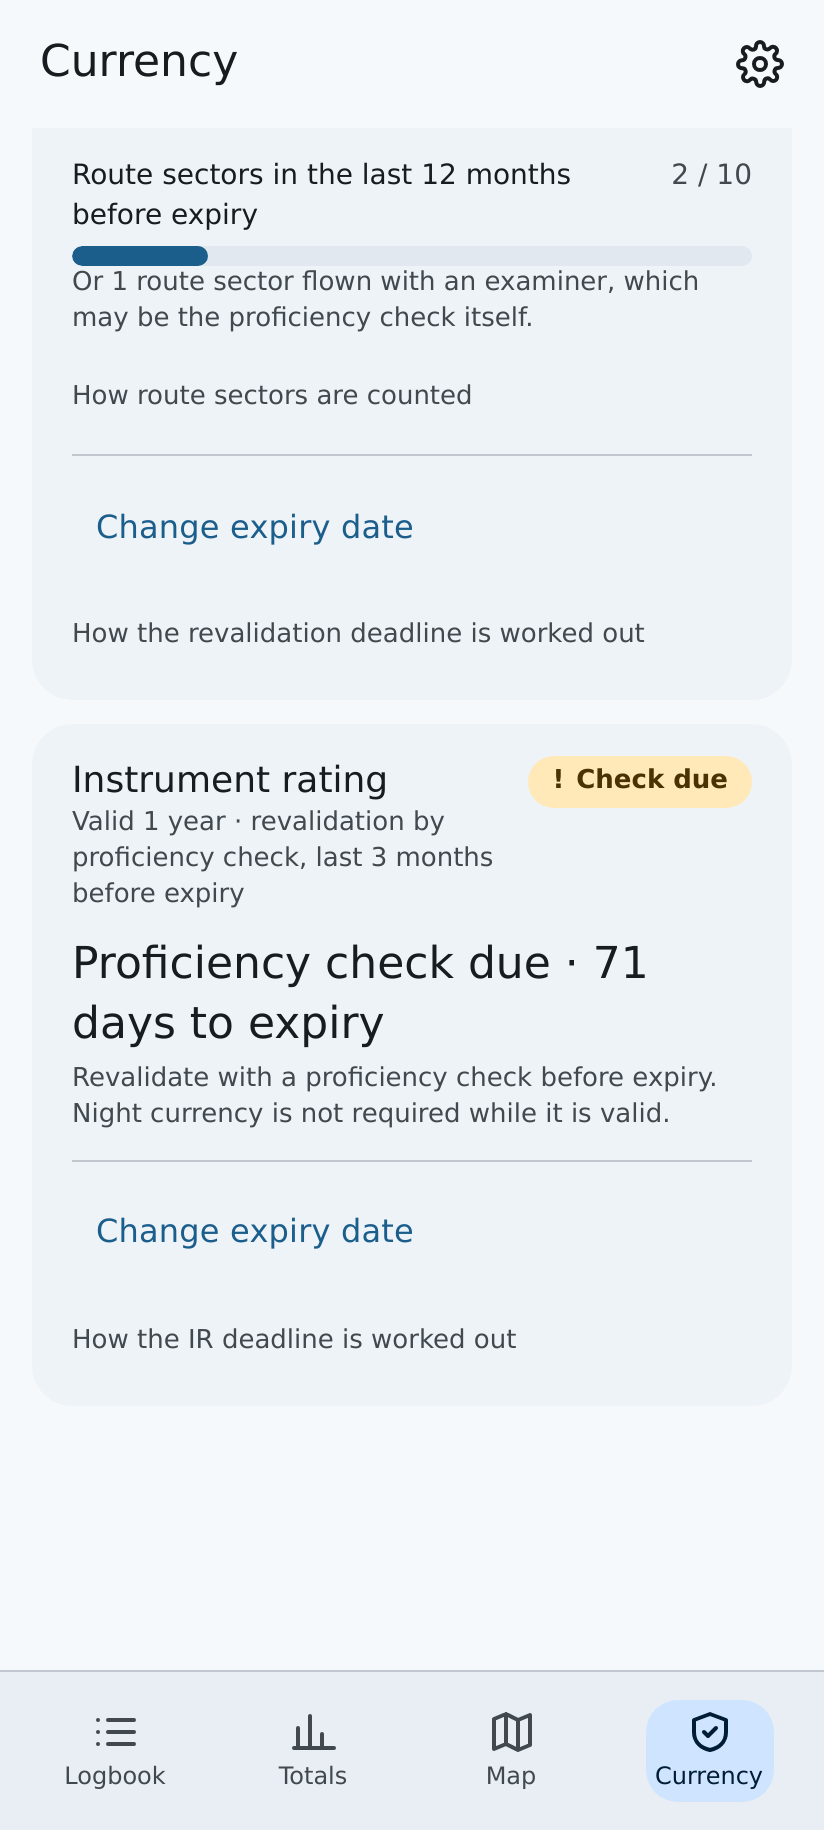 Currency
Route sectors in the last 12 months
before expiry
2 / 10
Or 1 route sector flown with an examiner, which
may be the proficiency check itself.
How route sectors are counted
Change expiry date
How the revalidation deadline is worked out
Instrument rating
! Check due
Valid 1 year · revalidation by
proficiency check, last 3 months
before expiry
Proficiency check due · 71
days to expiry
Revalidate with a proficiency check before expiry.
Night currency is not required while it is valid.
Change expiry date
How the IR deadline is worked out
Logbook
Totals
Map
Currency